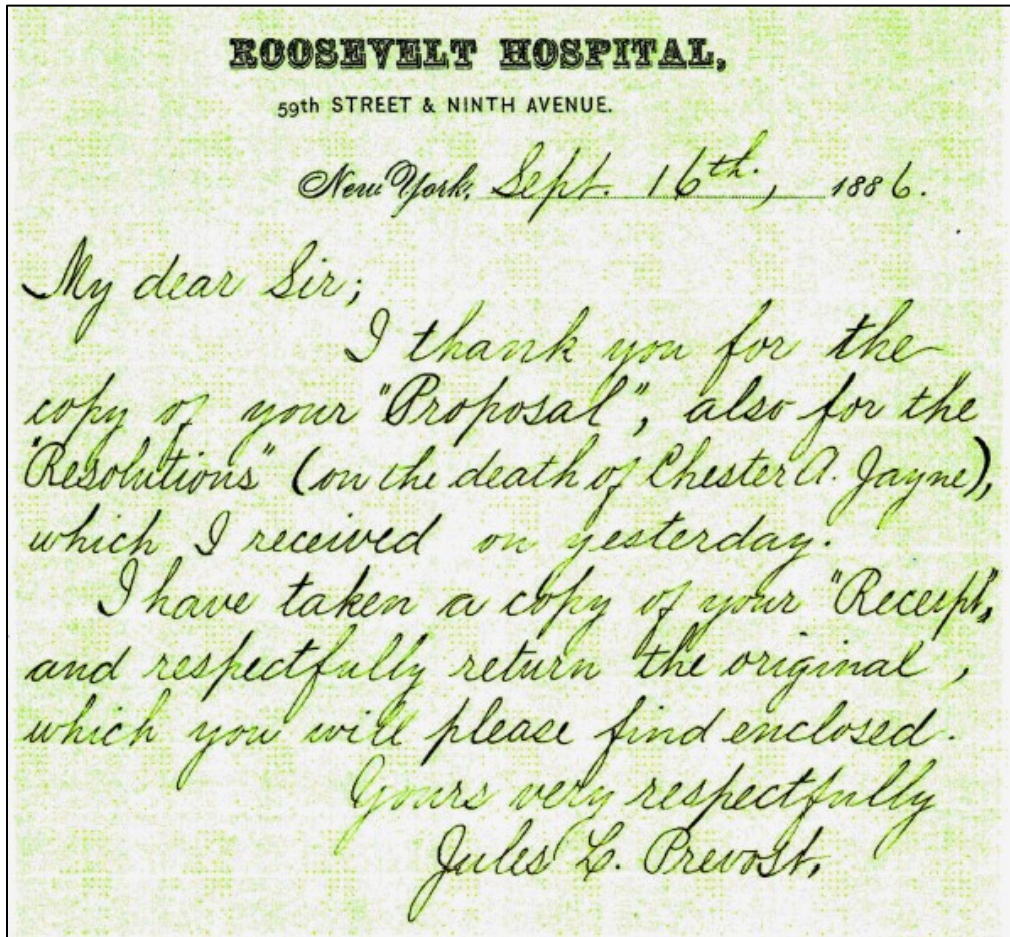 ROOSEVELT HOSPITAL,
59th STREET & NINTH AVENUE.
New York, Sept. 16th, 1886.
My dear Sir;
I thank you for the
copy of your "Proposal", also for the
"Resolutions" (on the death of Chester A. Jayne),
which I received on yesterday.
I have taken a copy of your "Receipt",
and respectfully return the original,
which you will please find enclosed.
Yours very respectfully
Jules L. Prevost,